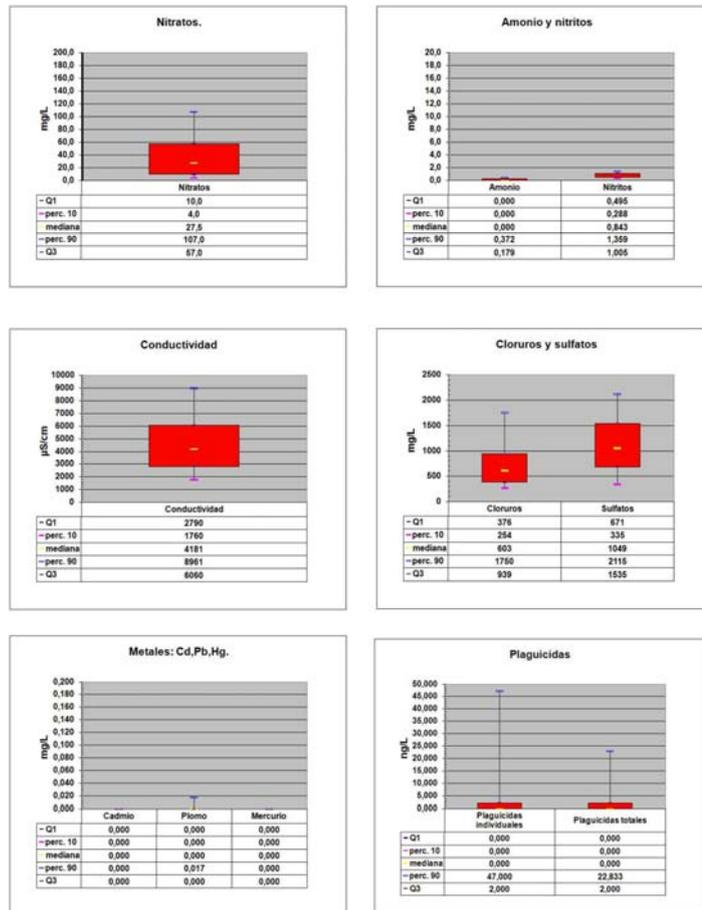 Nitratos.
200,0
180,0
160,0
140,0
120,0
100,0
80,0
60,0
40,0
20,0
0,0
mg/L
Nitratos
Q1 10,0
perc. 10 4,0
mediana 27,5
perc. 90 107,0
Q3 57,0
Amonio y nitritos
20,0
18,0
16,0
14,0
12,0
10,0
8,0
6,0
4,0
2,0
0,0
mg/L
Amonio Nitritos
Q1 0,000 0,495
perc. 10 0,000 0,288
mediana 0,000 0,843
perc. 90 0,372 1,359
Q3 0,179 1,005
Conductividad
10000
9000
8000
7000
6000
5000
4000
3000
2000
1000
0
µS/cm
Conductividad
Q1 2790
perc. 10 1760
mediana 4181
perc. 90 8961
Q3 6060
Cloruros y sulfatos
2500
2000
1500
1000
500
0
mg/L
Cloruros Sulfatos
Q1 376 671
perc. 10 254 335
mediana 603 1049
perc. 90 1750 2115
Q3 939 1535
Metales: Cd,Pb,Hg.
0,200
0,180
0,160
0,140
0,120
0,100
0,080
0,060
0,040
0,020
0,000
mg/L
Cadmio Plomo Mercurio
Q1 0,000 0,000 0,000
perc. 10 0,000 0,000 0,000
mediana 0,000 0,000 0,000
perc. 90 0,000 0,017 0,000
Q3 0,000 0,000 0,000
Plaguicidas
50,000
45,000
40,000
35,000
30,000
25,000
20,000
15,000
10,000
5,000
0,000
ng/L
Plaguicidas individuales Plaguicidas totales
Q1 0,000 0,000
perc. 10 0,000 0,000
mediana 0,000 0,000
perc. 90 47,000 22,833
Q3 2,000 2,000